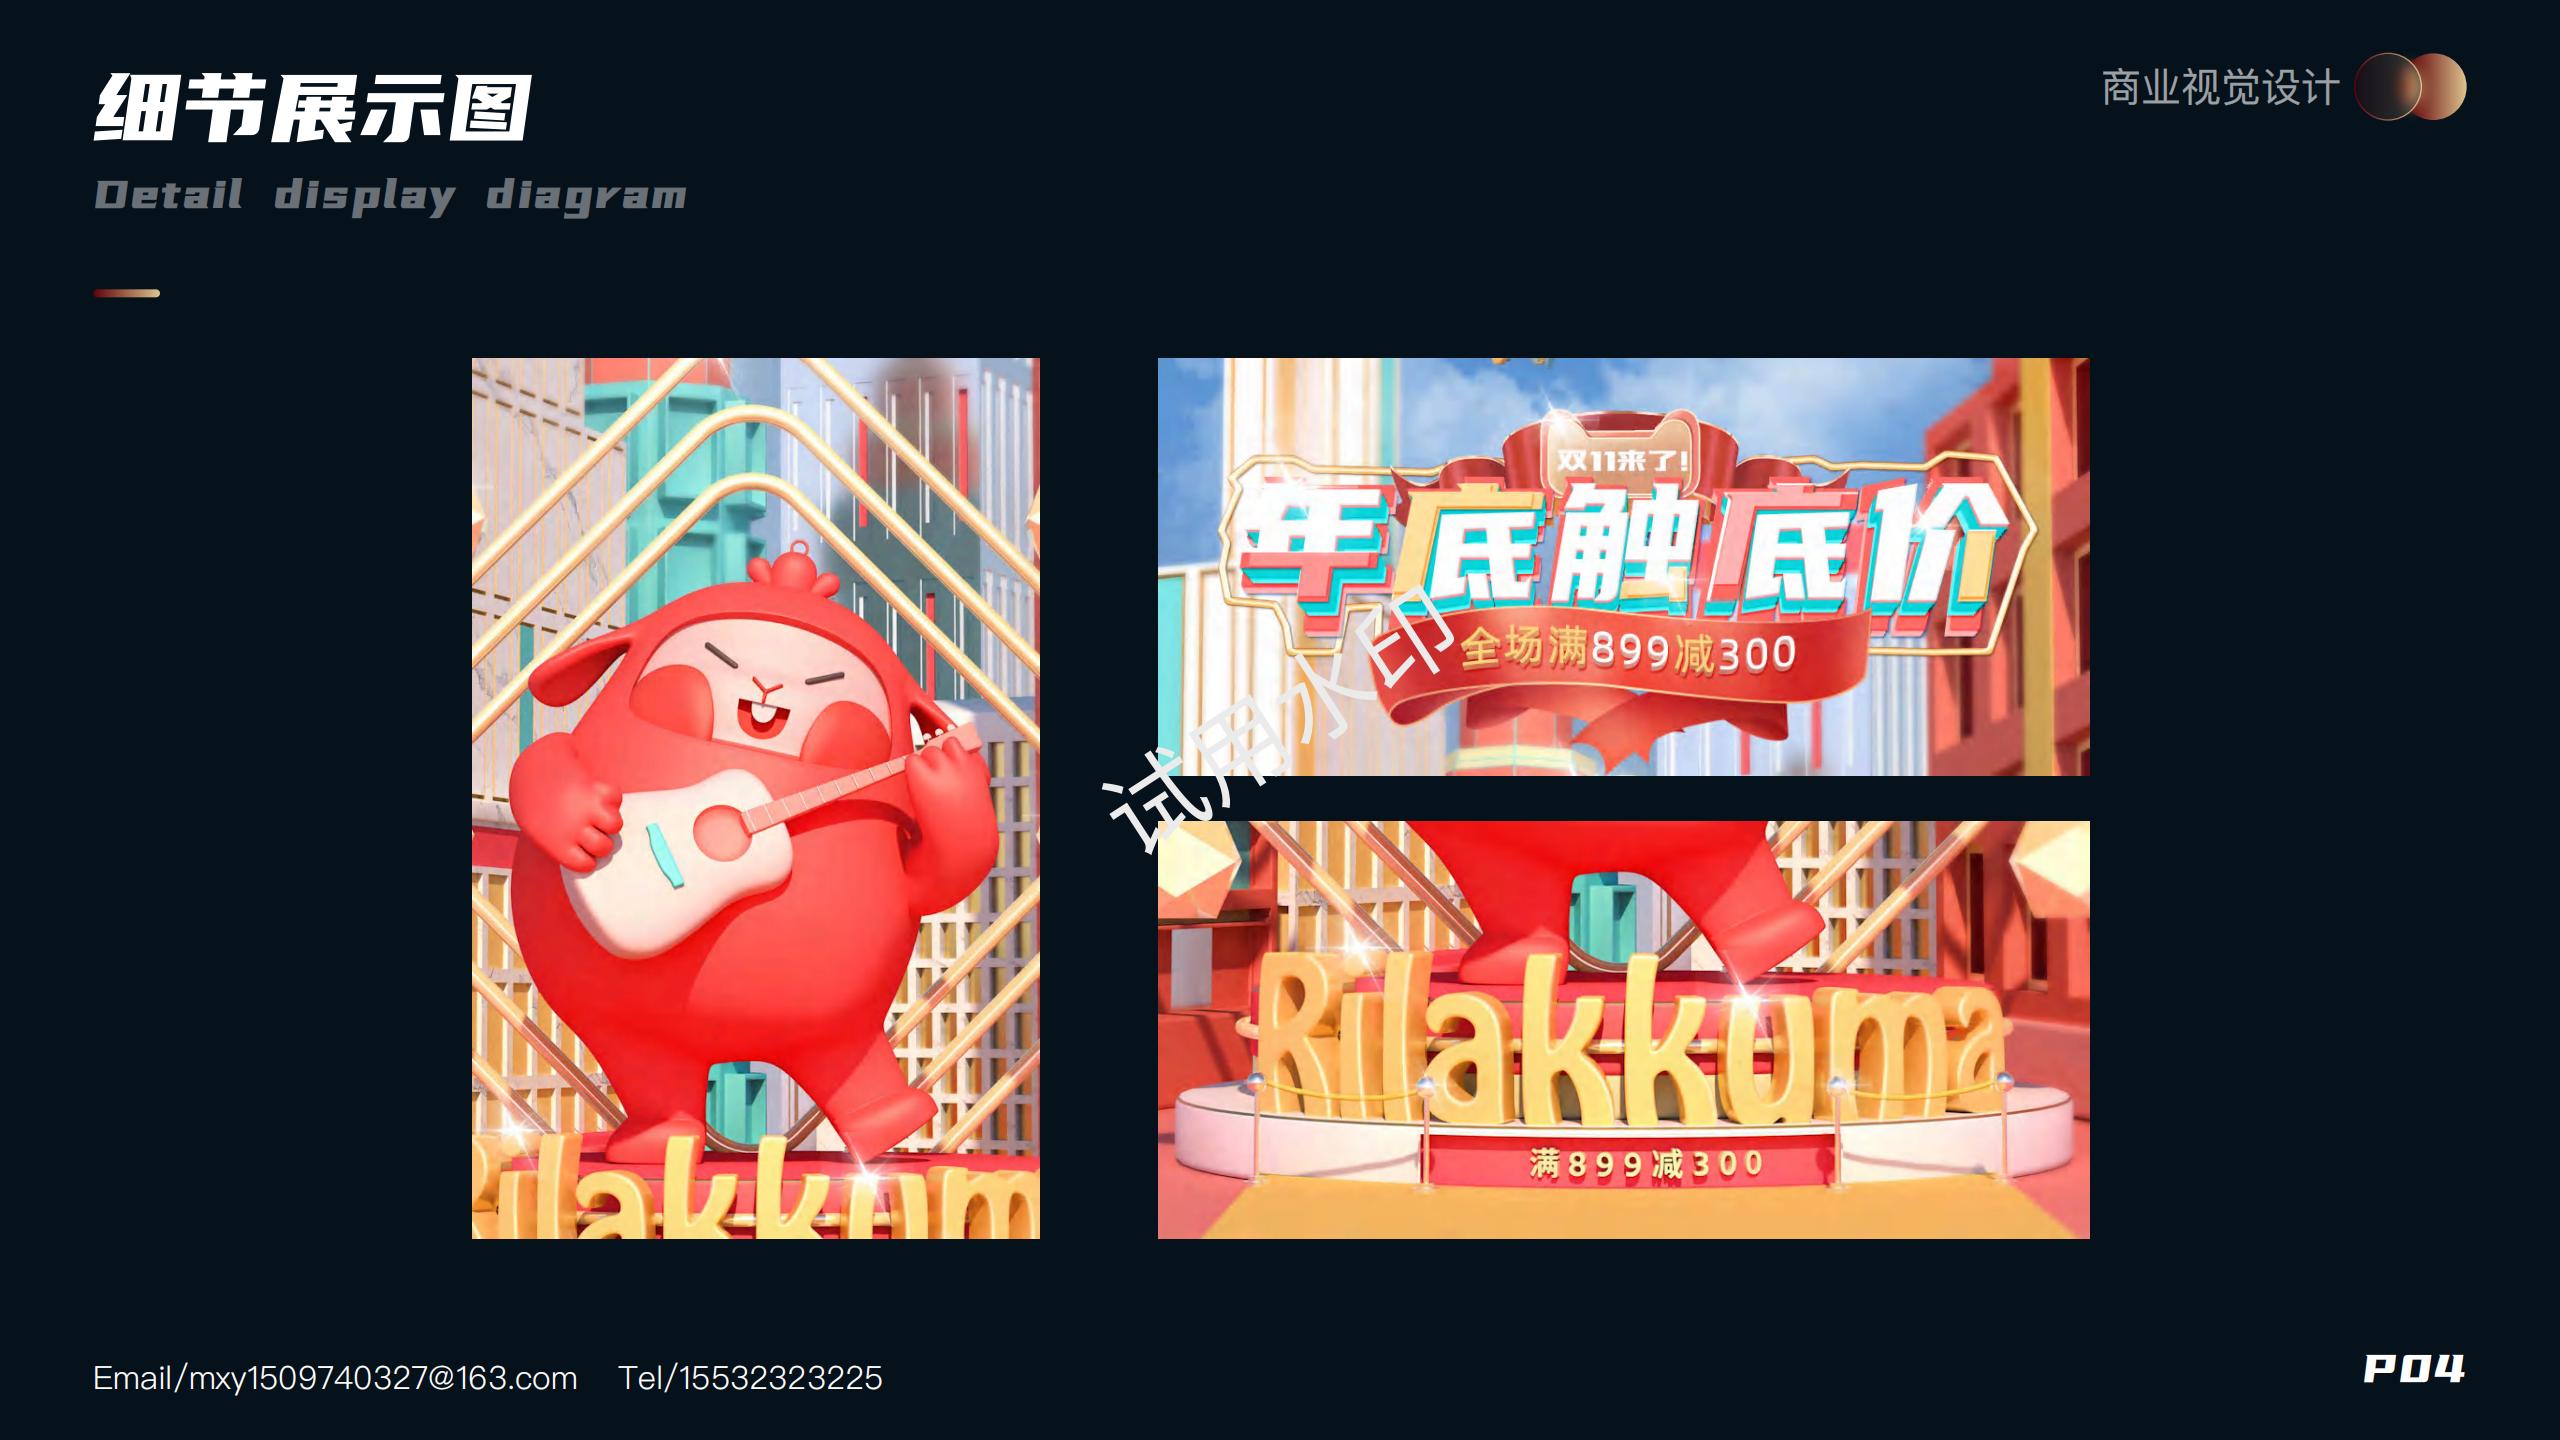 细节展示图
商业视觉设计
Detail display diagram
双11来了!
年底触底价
全场满899减300
试用水印
Rilakkuma
满899减300
ilakkum
Email/mxy1509740327@163.com Tel/15532323225
P04